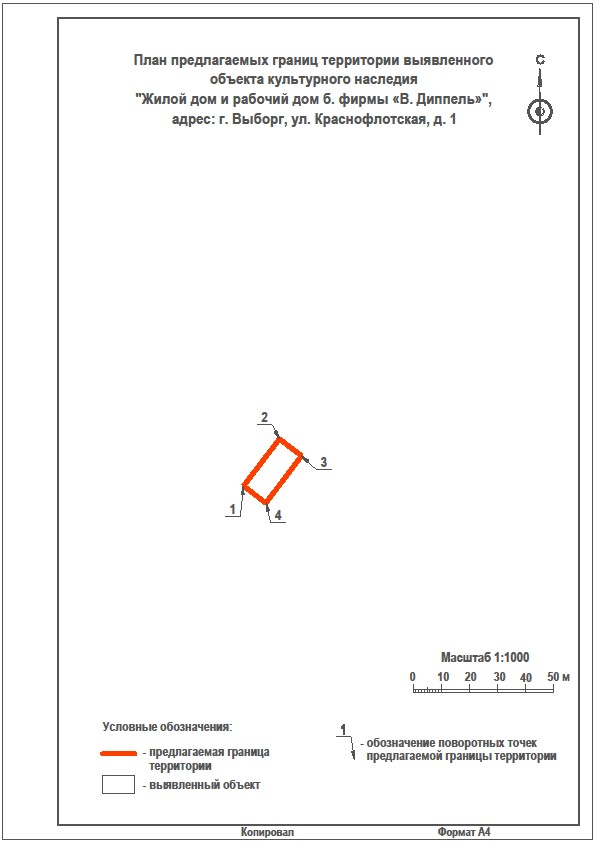 План предлагаемых границ территории выявленного
объекта культурного наследия
"Жилой дом и рабочий дом б. фирмы «В. Диппель»",
адрес: г. Выборг, ул. Краснофлотская, д. 1
С
2
3
1
4
Масштаб 1:1000
0 10 20 30 40 50 м
Условные обозначения:
- предлагаемая граница
территории
- выявленный объект
1
- обозначение поворотных точек
предлагаемой границы территории
Копировал
Формат А4